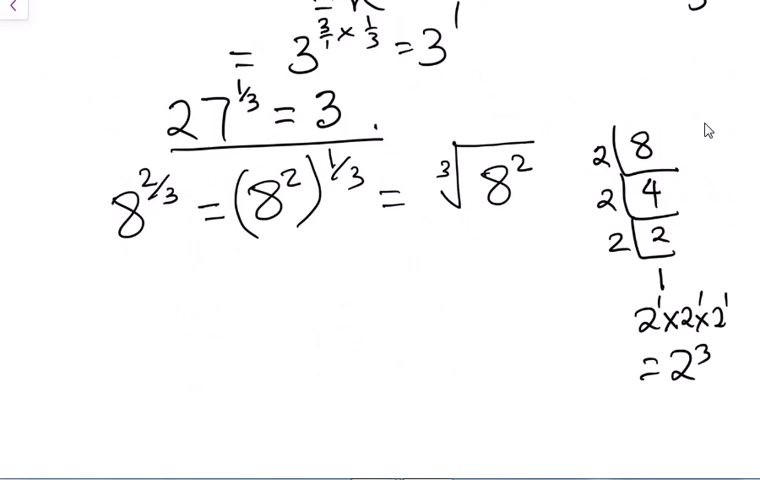 = 3^{3/1 × 1/3} = 3^1
27^{1/3} = 3.
8^{2/3} = (8^2)^{1/3} = ∛8^2
2 | 8
2 | 4
2 | 2
1
2^1 × 2^1 × 2^1
= 2^3